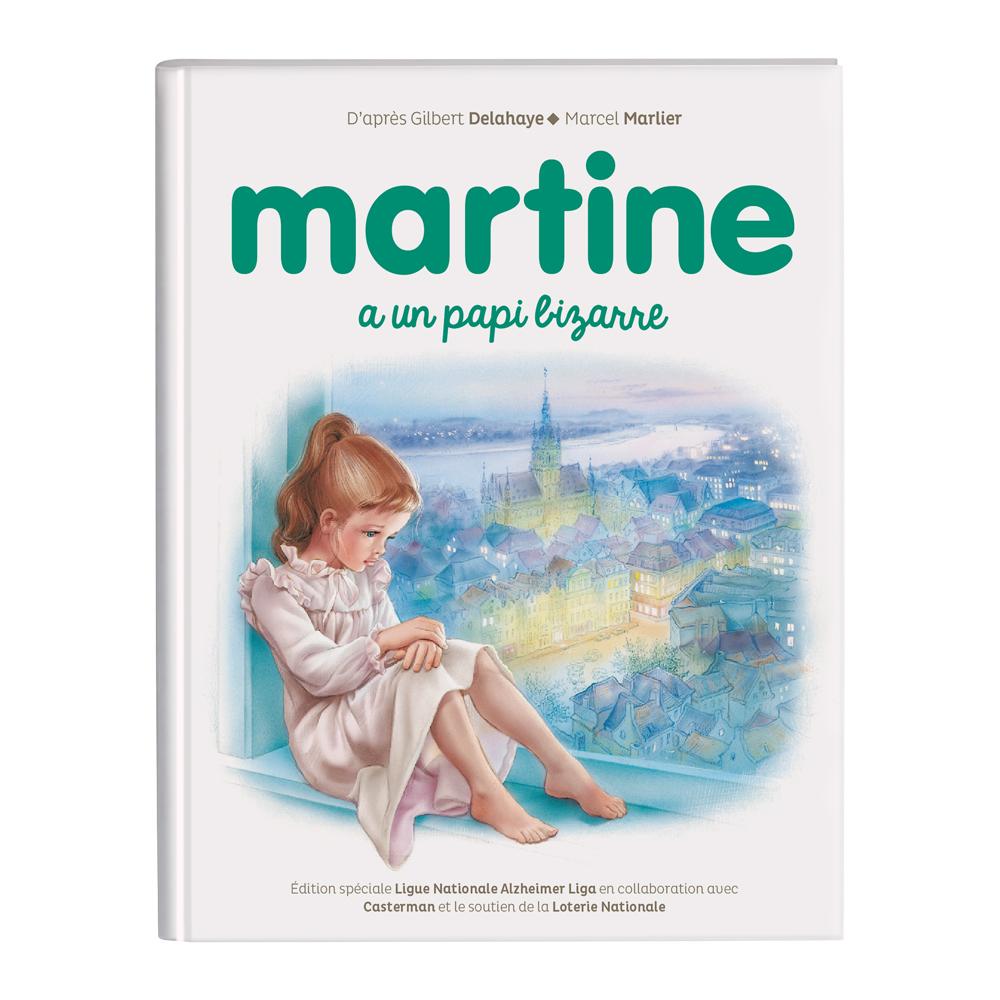 D'après Gilbert Delahaye◆ Marcel Marlier
martine
a un papi bizarre
Édition spéciale Ligue Nationale Alzheimer Liga en collaboration avec
Casterman et le soutien de la Loterie Nationale